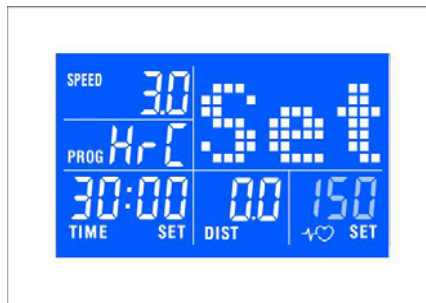 SPEED 3.0
Set
PROG HrC
30:00 0.0 150
TIME SET DIST SET